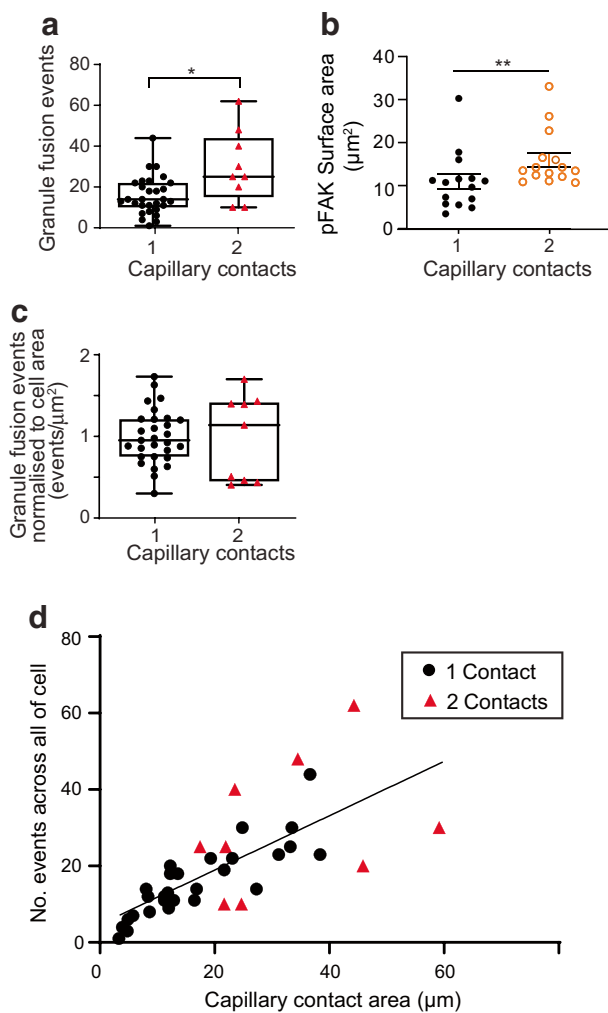 a
Granule fusion events
80
60
40
20
0
*
1 2
Capillary contacts
b
pFAK Surface area
(µm²)
40
30
20
10
0
**
1 2
Capillary contacts
c
Granule fusion events
normalised to cell area
(events/µm²)
2
1
0
1 2
Capillary contacts
d
No. events across all of cell
80
60
40
20
0
1 Contact
2 Contacts
0 20 40 60
Capillary contact area (µm)